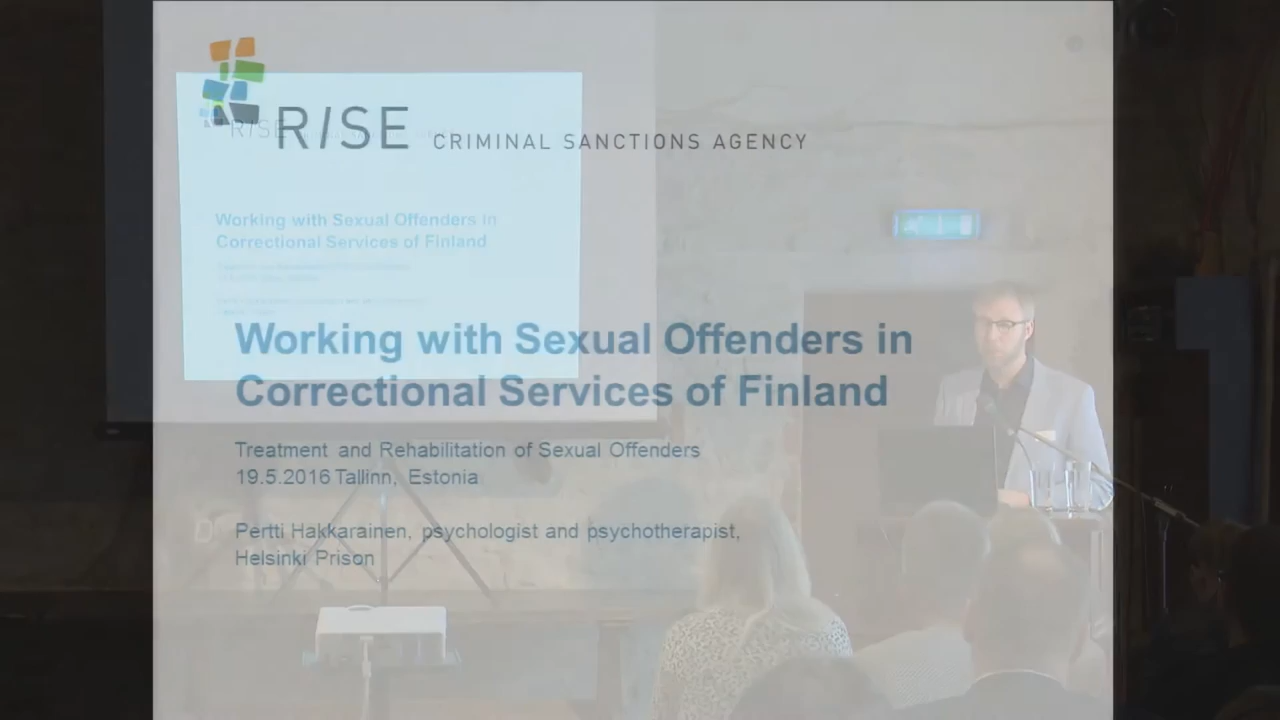 RISE CRIMINAL SANCTIONS AGENCY
RISE
Working with Sexual Offenders in
Correctional Services of Finland
Working with Sexual Offenders in
Correctional Services of Finland
Treatment and Rehabilitation of Sexual Offenders
19.5.2016 Tallinn, Estonia
Pertti Hakkarainen, psychologist and psychotherapist,
Helsinki Prison